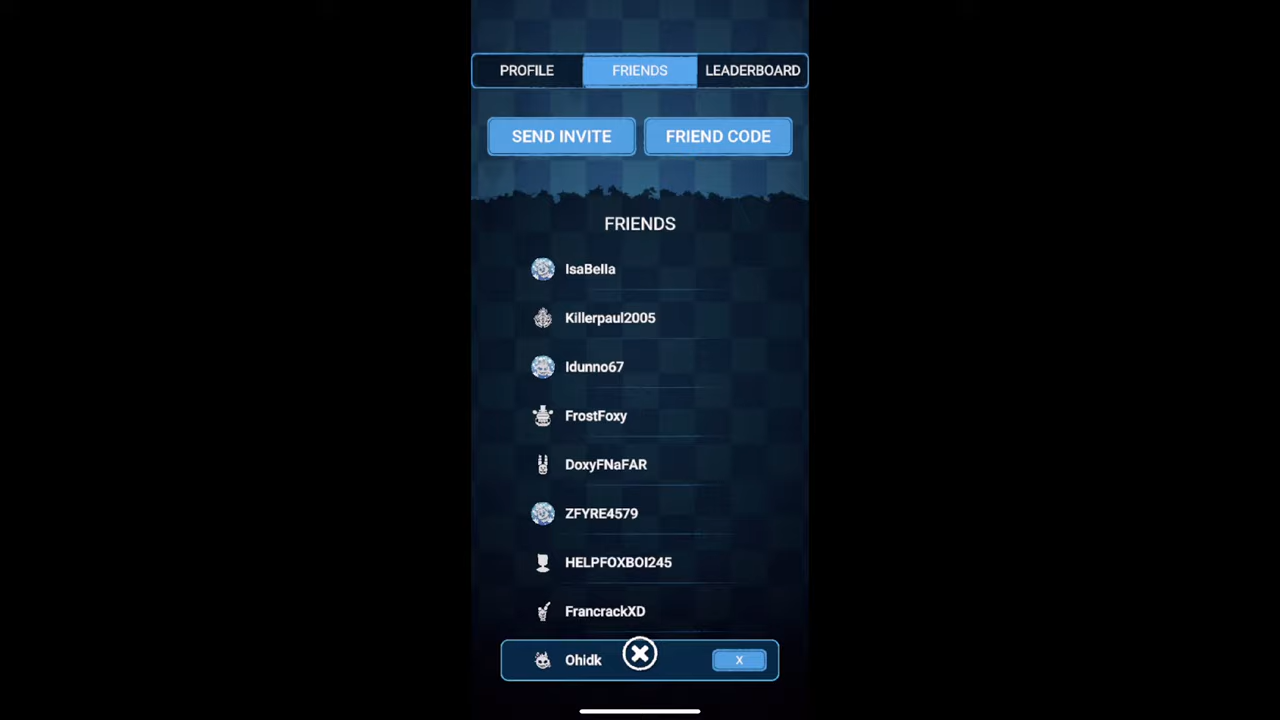 PROFILE FRIENDS LEADERBOARD
SEND INVITE FRIEND CODE
FRIENDS
IsaBella
Killerpaul2005
Idunno67
FrostFoxy
DoxyFNaFAR
ZFYRE4579
HELPFOXBOI245
FrancrackXD
Ohidk X